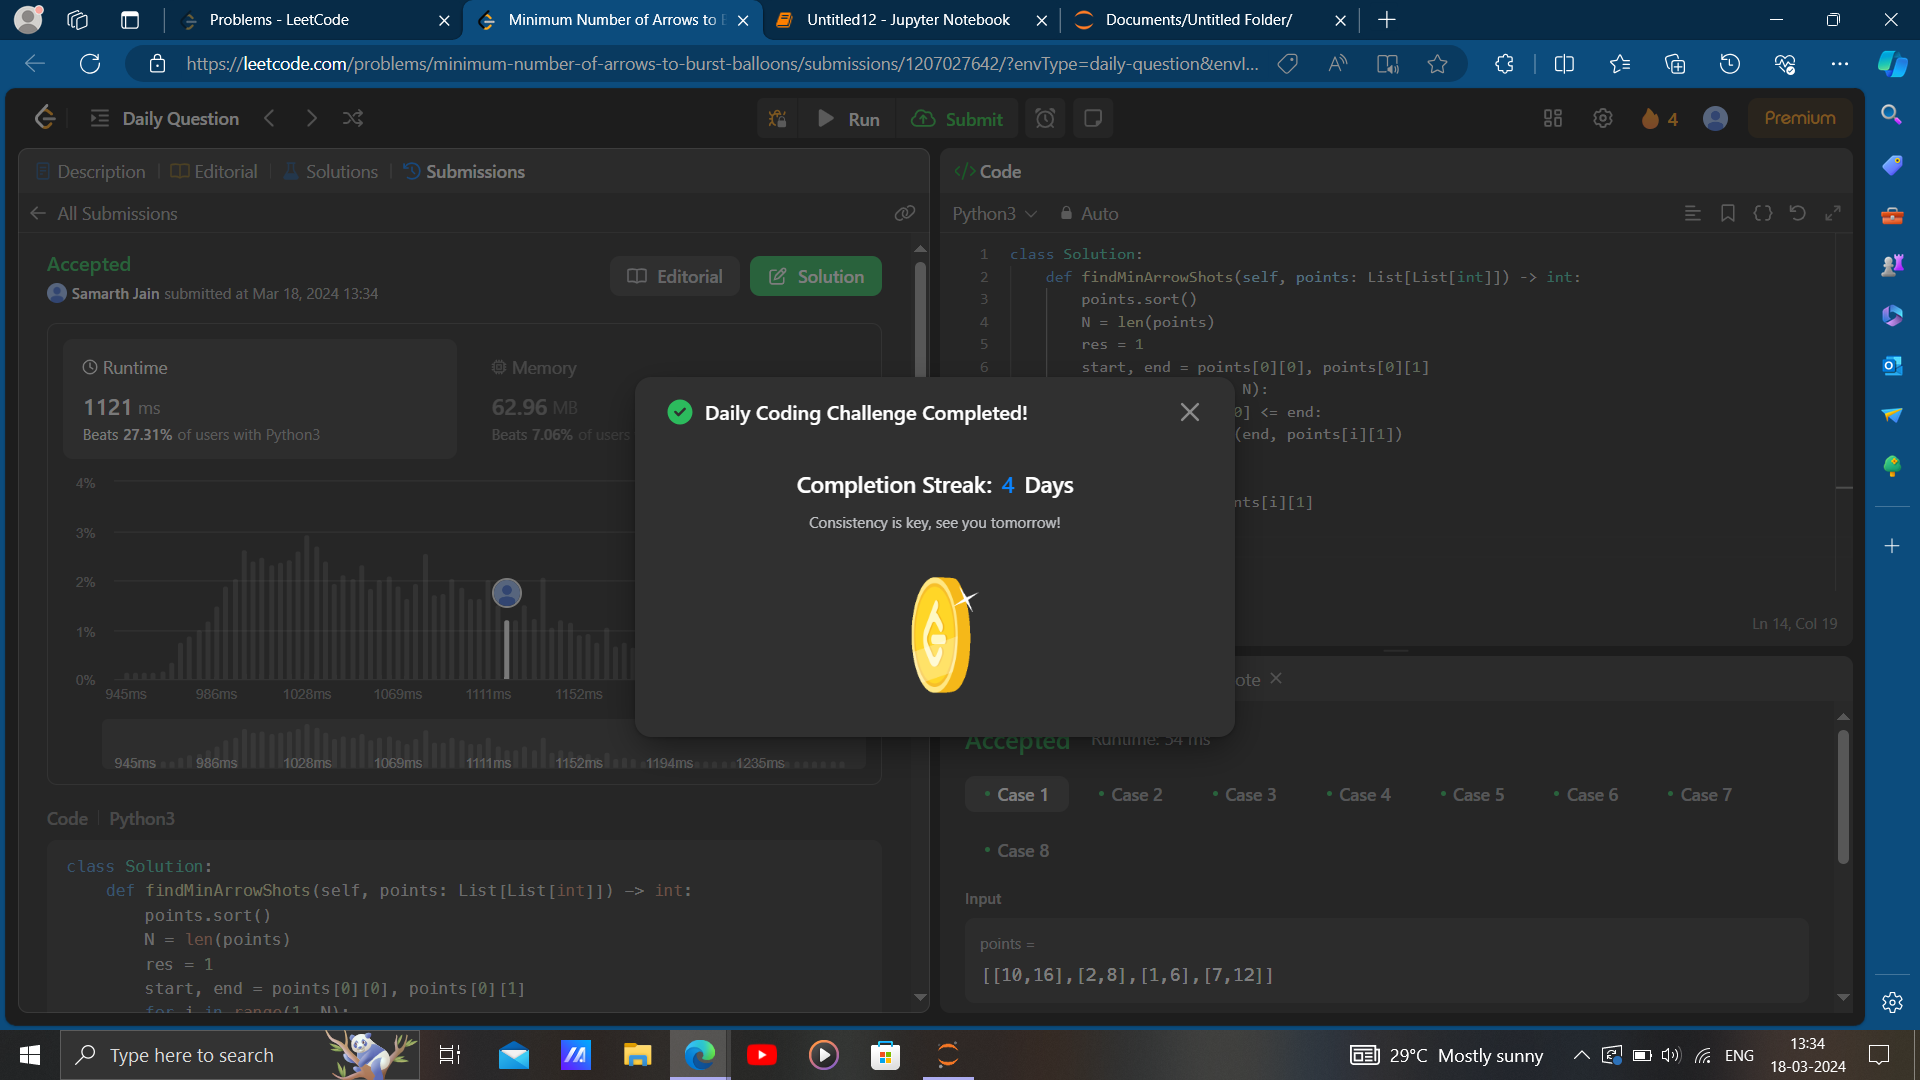 Problems - LeetCode
Minimum Number of Arrows to
Untitled12 - Jupyter Notebook
Documents/Untitled Folder/
https://leetcode.com/problems/minimum-number-of-arrows-to-burst-balloons/submissions/1207027642/?envType=daily-question&envI...
Daily Question
Run
Submit
4
Premium
Description
Editorial
Solutions
Submissions
</> Code
All Submissions
Python3
Auto
Accepted
Samarth Jain submitted at Mar 18, 2024 13:34
Editorial
Solution
Runtime
1121 ms
Beats 27.31% of users with Python3
Memory
62.96 MB
Beats 7.06% of users
4%
3%
2%
1%
0%
945ms 986ms 1028ms 1069ms 1111ms 1152ms
945ms 986ms 1028ms 1069ms 1111ms 1152ms 1194ms 1235ms
Code | Python3
class Solution:
def findMinArrowShots(self, points: List[List[int]]) -> int:
points.sort()
N = len(points)
res = 1
start, end = points[0][0], points[0][1]
for i in range(1, N):
1 class Solution:
2 def findMinArrowShots(self, points: List[List[int]]) -> int:
3 points.sort()
4 N = len(points)
5 res = 1
6 start, end = points[0][0], points[0][1]
N):
0] <= end:
(end, points[i][1])
nts[i][1]
Ln 14, Col 19
Daily Coding Challenge Completed!
Completion Streak: 4 Days
Consistency is key, see you tomorrow!
ote
Accepted Runtime: 54 ms
Case 1 Case 2 Case 3 Case 4 Case 5 Case 6 Case 7
Case 8
Input
points =
[[10,16],[2,8],[1,6],[7,12]]
Type here to search
29°C Mostly sunny
ENG
13:34
18-03-2024